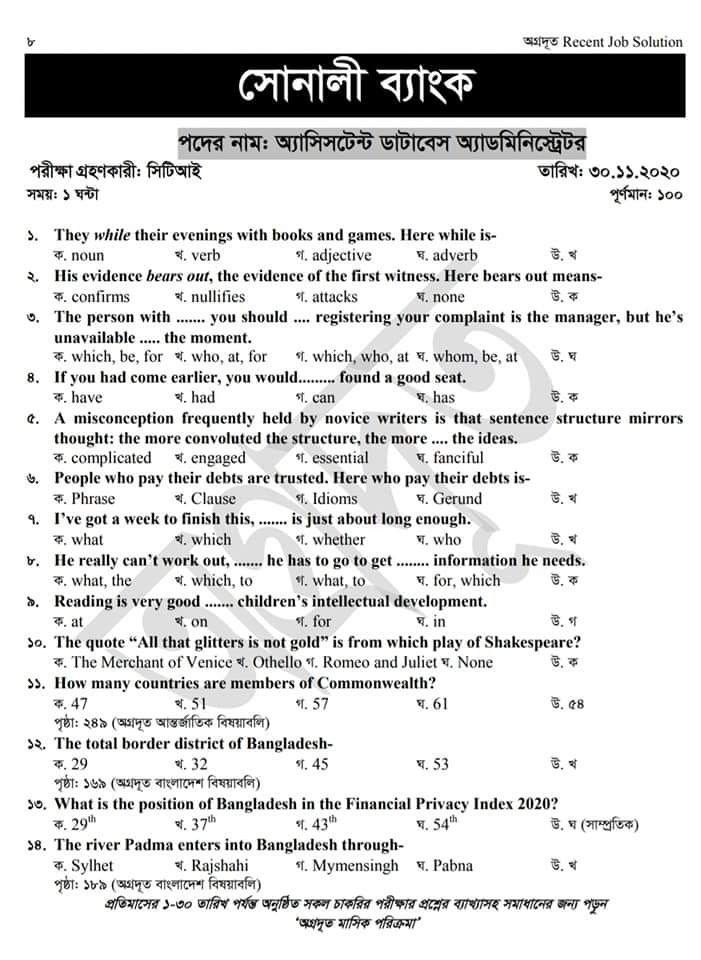 ৮ অগ্রদূত Recent Job Solution
সোনালী ব্যাংক
পদের নাম: অ্যাসিসটেন্ট ডাটাবেস অ্যাডমিনিস্ট্রেটর
পরীক্ষা গ্রহণকারী: সিটিআই তারিখ: ৩০.১১.২০২০
সময়: ১ ঘন্টা পূর্ণমান: ১০০
১. They while their evenings with books and games. Here while is-
ক. noun খ. verb গ. adjective ঘ. adverb উ. খ
২. His evidence bears out, the evidence of the first witness. Here bears out means-
ক. confirms খ. nullifies গ. attacks ঘ. none উ. ক
৩. The person with ....... you should .... registering your complaint is the manager, but he's
unavailable ..... the moment.
ক. which, be, for খ. who, at, for গ. which, who, at ঘ. whom, be, at উ. ঘ
৪. If you had come earlier, you would......... found a good seat.
ক. have খ. had গ. can ঘ. has উ. ক
৫. A misconception frequently held by novice writers is that sentence structure mirrors
thought: the more convoluted the structure, the more .... the ideas.
ক. complicated খ. engaged গ. essential ঘ. fanciful উ. ক
৬. People who pay their debts are trusted. Here who pay their debts is-
ক. Phrase খ. Clause গ. Idioms ঘ. Gerund উ. খ
৭. I've got a week to finish this, ....... is just about long enough.
ক. what খ. which গ. whether ঘ. who উ. খ
৮. He really can't work out, ....... he has to go to get ........ information he needs.
ক. what, the খ. which, to গ. what, to ঘ. for, which উ. ক
৯. Reading is very good ....... children's intellectual development.
ক. at খ. on গ. for ঘ. in উ. গ
১০. The quote "All that glitters is not gold" is from which play of Shakespeare?
ক. The Merchant of Venice খ. Othello গ. Romeo and Juliet ঘ. None উ. ক
১১. How many countries are members of Commonwealth?
ক. 47 খ. 51 গ. 57 ঘ. 61 উ. ৫৪
পৃষ্ঠা: ২৪৯ (অগ্রদূত আন্তর্জাতিক বিষয়াবলি)
১২. The total border district of Bangladesh-
ক. 29 খ. 32 গ. 45 ঘ. 53 উ. খ
পৃষ্ঠা: ১৬৯ (অগ্রদূত বাংলাদেশ বিষয়াবলি)
১৩. What is the position of Bangladesh in the Financial Privacy Index 2020?
ক. 29th খ. 37th গ. 43th ঘ. 54th উ. ঘ (সাম্প্রতিক)
১৪. The river Padma enters into Bangladesh through-
ক. Sylhet খ. Rajshahi গ. Mymensingh ঘ. Pabna উ. খ
পৃষ্ঠা: ১৮৯ (অগ্রদূত বাংলাদেশ বিষয়াবলি)
প্রতিমাসের ১-৩০ তারিখ পর্যন্ত অনুষ্ঠিত সকল চাকরির পরীক্ষার প্রশ্নের ব্যাখ্যাসহ সমাধানের জন্য পড়ুন
'অগ্রদূত মাসিক পরিক্রমা'
অগ্রদূত